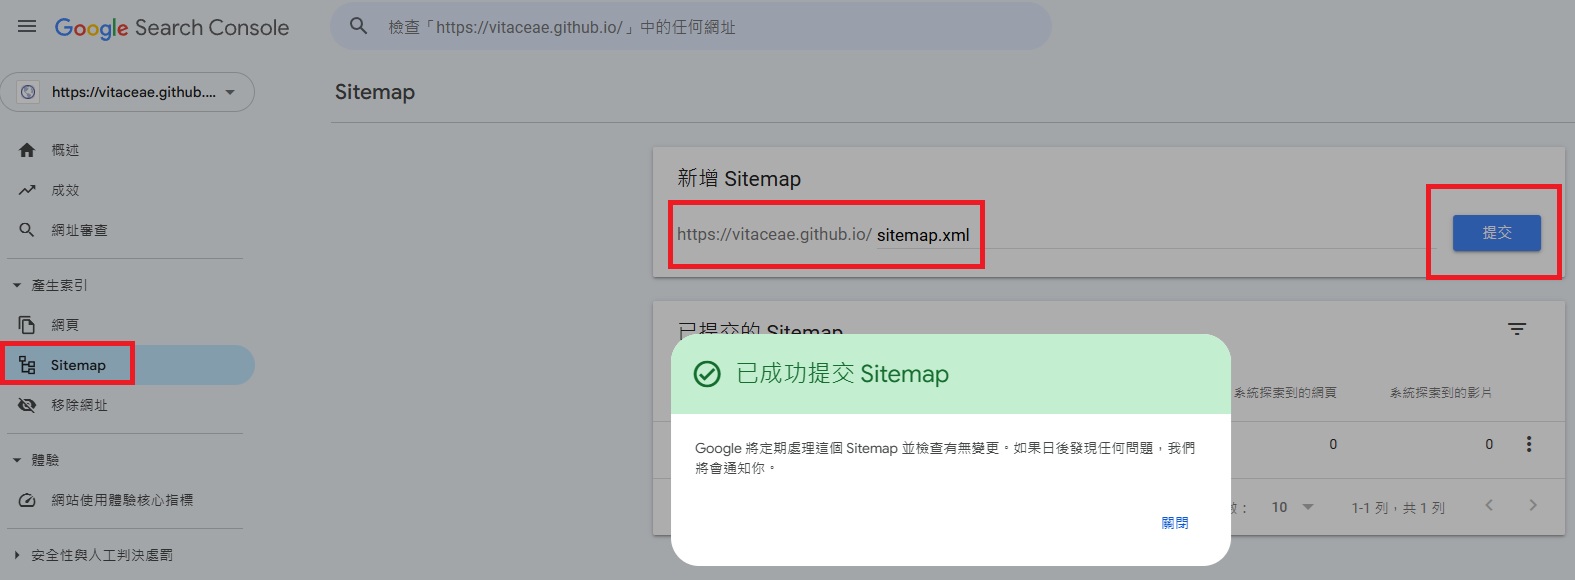 Google Search Console
檢查「https://vitaceae.github.io/」中的任何網址
https://vitaceae.github....
Sitemap
概述
成效
網址審查
產生索引
網頁
Sitemap
移除網址
體驗
網站使用體驗核心指標
安全性與人工判決處罰
新增 Sitemap
https://vitaceae.github.io/ sitemap.xml
提交
已提交的 Sitemap
系統探索到的網頁
系統探索到的影片
0
0
10
1-1 列，共 1 列
已成功提交 Sitemap
Google 將定期處理這個 Sitemap 並檢查有無變更。如果日後發現任何問題，我們
將會通知你。
關閉